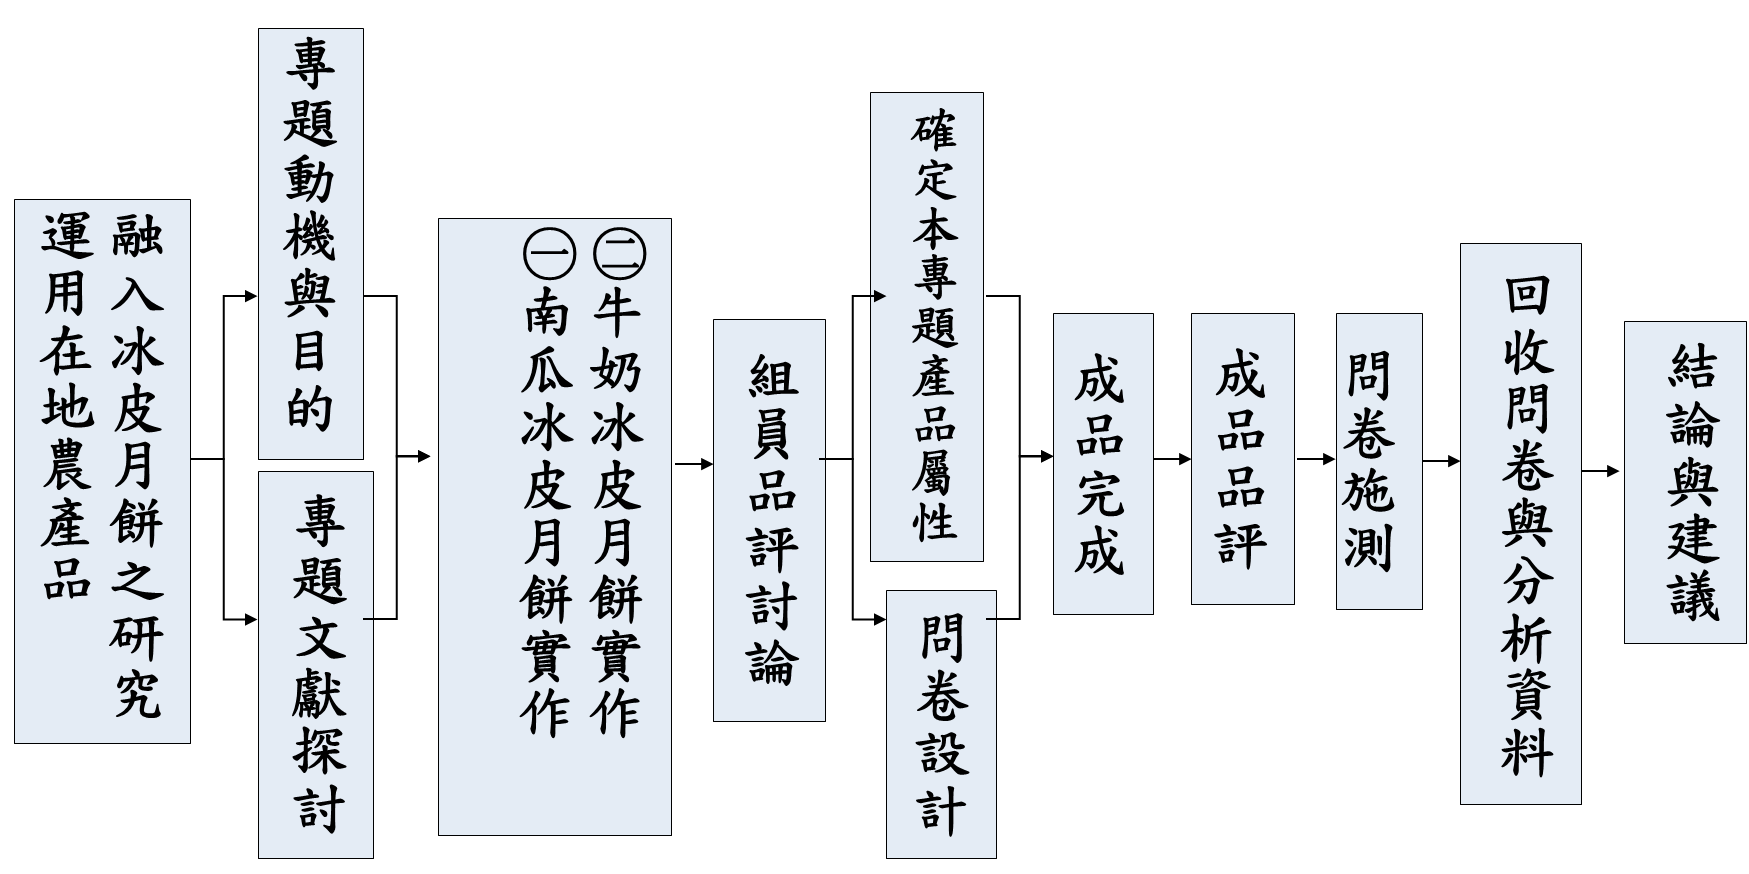 運用在地農產品
融入冰皮月餅之研究
專題動機與目的
專題文獻探討
㊀南瓜冰皮月餅實作
㊁牛奶冰皮月餅實作
組員品評討論
確定本專題產品屬性
問卷設計
成品完成
成品品評
問卷施測
回收問卷與分析資料
結論與建議